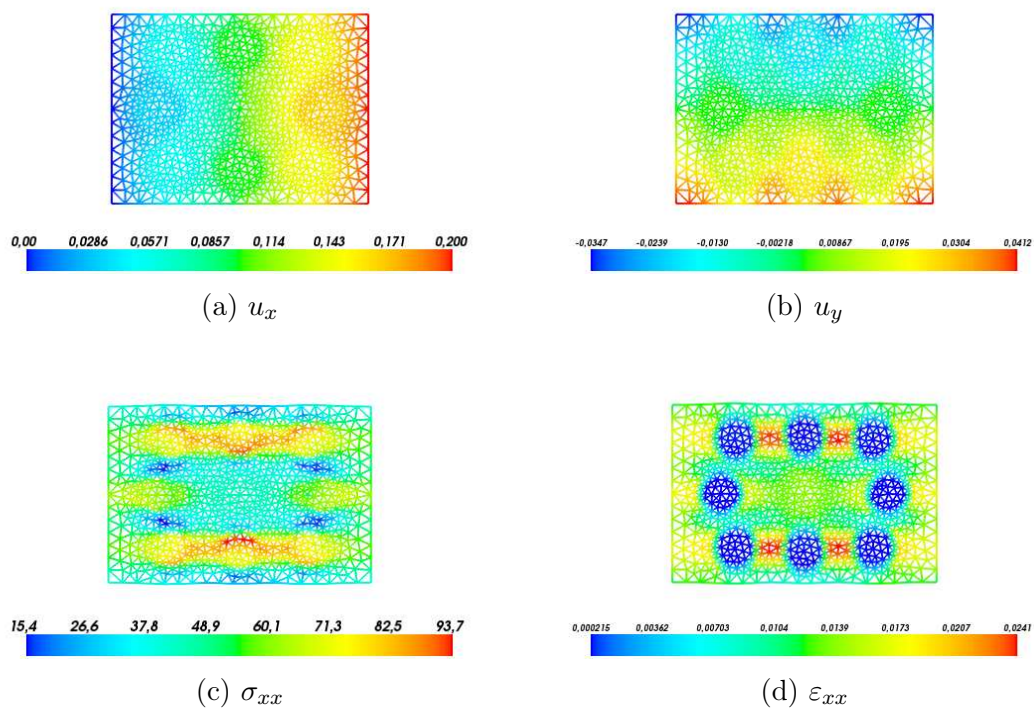 0,00 0,0286 0,0571 0,0857 0,114 0,143 0,171 0,200
-0,0347 -0,0239 -0,0130 -0,00218 0,00867 0,0195 0,0304 0,0412
(a) uₓ
(b) u_y
15,4 26,6 37,8 48,9 60,1 71,3 82,5 93,7
0,000215 0,00362 0,00703 0,0104 0,0139 0,0173 0,0207 0,0241
(c) σₓₓ
(d) εₓₓ